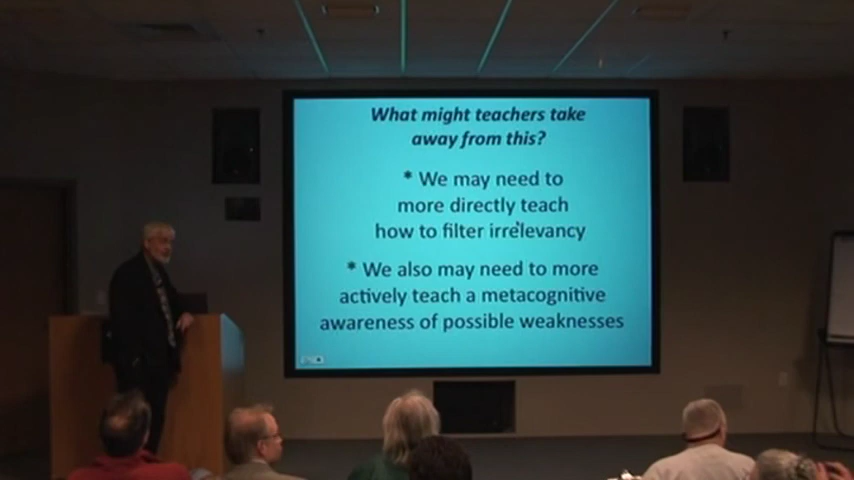 What might teachers take
away from this?
* We may need to
more directly teach
how to filter irrelevancy
* We also may need to more
actively teach a metacognitive
awareness of possible weaknesses